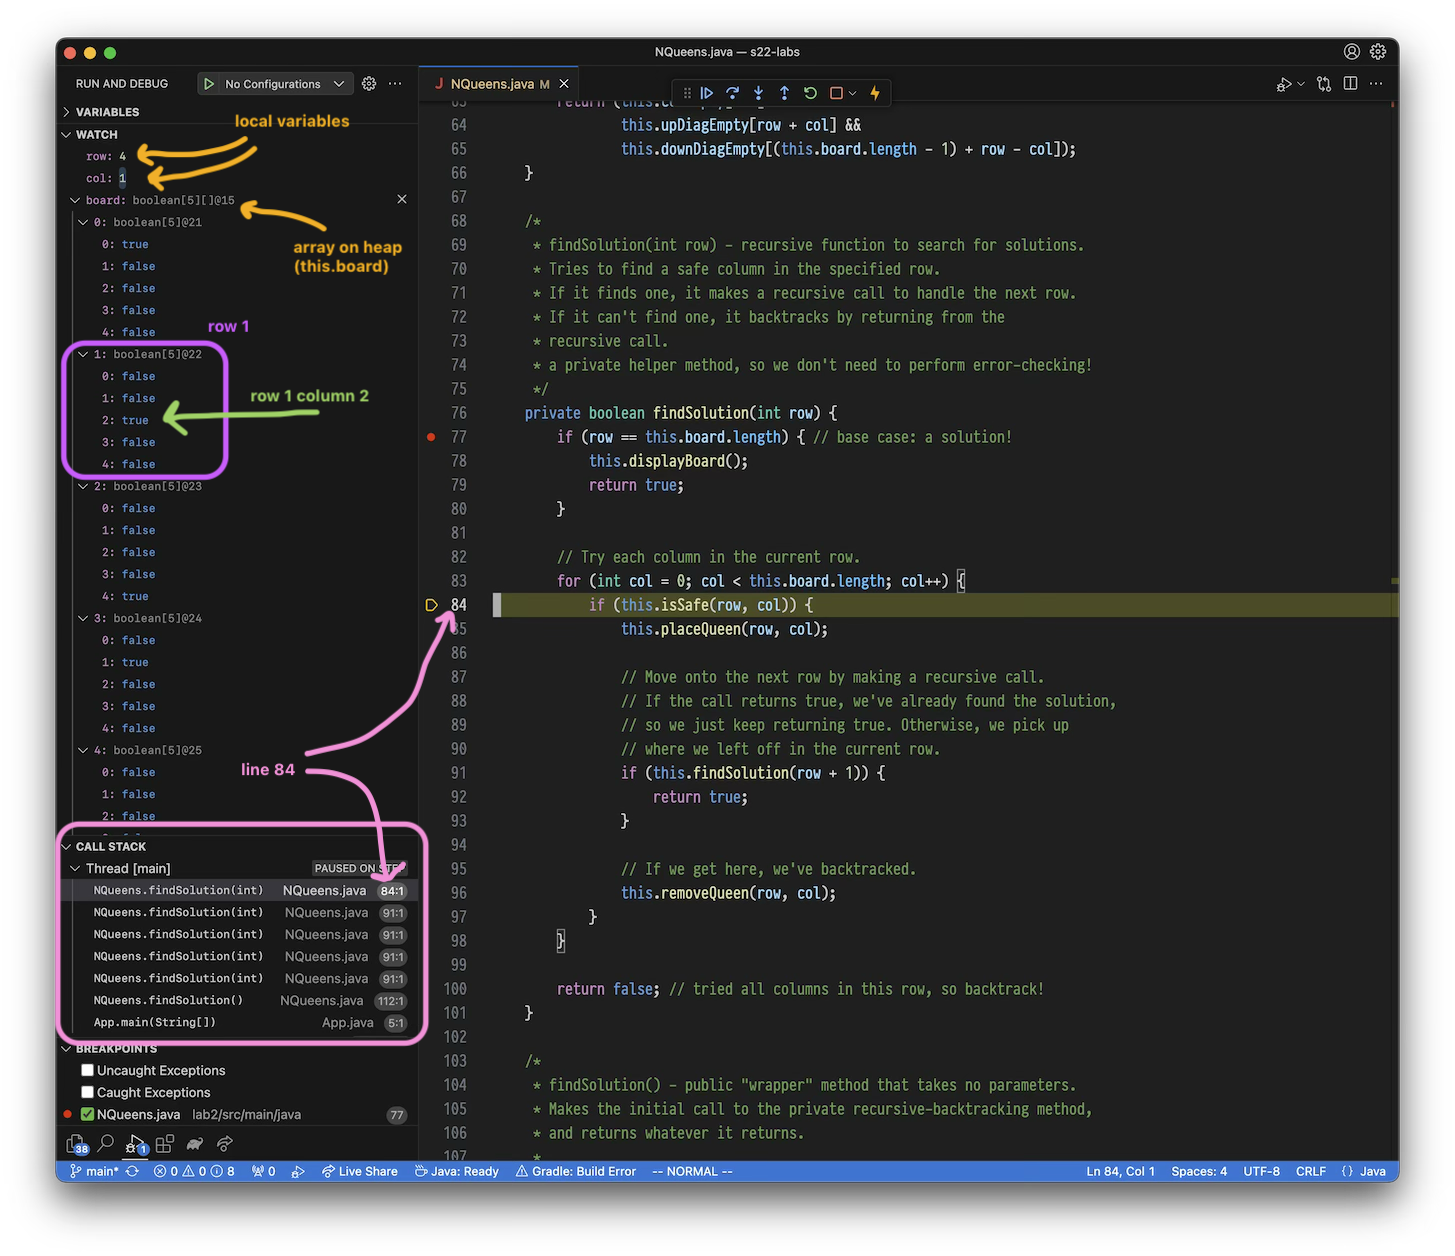 NQueens.java — s22-labs
RUN AND DEBUG
No Configurations
J NQueens.java M
VARIABLES
local variables
WATCH
row: 4
col: 1
board: boolean[5][]@15
0: boolean[5]@21
0: true
1: false
array on heap
(this.board)
2: false
3: false
4: false
row 1
1: boolean[5]@22
0: false
1: false
row 1 column 2
2: true
3: false
4: false
2: boolean[5]@23
0: false
1: false
2: false
3: false
4: true
3: boolean[5]@24
0: false
1: true
2: false
3: false
4: false
4: boolean[5]@25
line 84
0: false
1: false
2: false
CALL STACK
Thread [main] PAUSED ON STEP
NQueens.findSolution(int) NQueens.java 84:1
NQueens.findSolution(int) NQueens.java 91:1
NQueens.findSolution(int) NQueens.java 91:1
NQueens.findSolution(int) NQueens.java 91:1
NQueens.findSolution(int) NQueens.java 91:1
NQueens.findSolution() NQueens.java 112:1
App.main(String[]) App.java 5:1
BREAKPOINTS
Uncaught Exceptions
Caught Exceptions
NQueens.java lab2/src/main/java 77
38 1
64 this.upDiagEmpty[row + col] &&
65 this.downDiagEmpty[(this.board.length - 1) + row - col]);
66 }
67
68 /*
69 * findSolution(int row) - recursive function to search for solutions.
70 * Tries to find a safe column in the specified row.
71 * If it finds one, it makes a recursive call to handle the next row.
72 * If it can't find one, it backtracks by returning from the
73 * recursive call.
74 * a private helper method, so we don't need to perform error-checking!
75 */
76 private boolean findSolution(int row) {
77 if (row == this.board.length) { // base case: a solution!
78 this.displayBoard();
79 return true;
80 }
81
82 // Try each column in the current row.
83 for (int col = 0; col < this.board.length; col++) {
84 if (this.isSafe(row, col)) {
85 this.placeQueen(row, col);
86
87 // Move onto the next row by making a recursive call.
88 // If the call returns true, we've already found the solution,
89 // so we just keep returning true. Otherwise, we pick up
90 // where we left off in the current row.
91 if (this.findSolution(row + 1)) {
92 return true;
93 }
94
95 // If we get here, we've backtracked.
96 this.removeQueen(row, col);
97 }
98 }
99
100 return false; // tried all columns in this row, so backtrack!
101 }
102
103 /*
104 * findSolution() - public "wrapper" method that takes no parameters.
105 * Makes the initial call to the private recursive-backtracking method,
106 * and returns whatever it returns.
107 *
main* 0 0 8 0 Live Share Java: Ready Gradle: Build Error -- NORMAL -- Ln 84, Col 1 Spaces: 4 UTF-8 CRLF {} Java